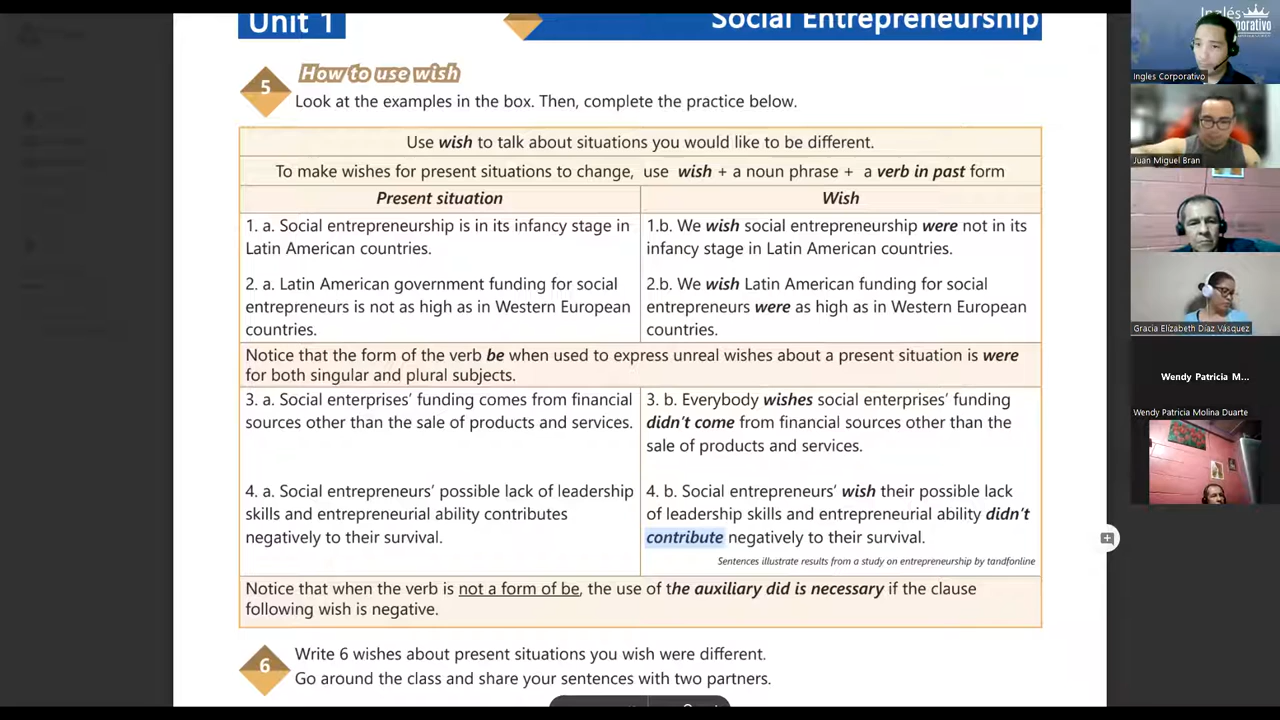 Unit 1
Social Entrepreneurship
5
How to use wish
Look at the examples in the box. Then, complete the practice below.
Use wish to talk about situations you would like to be different.
To make wishes for present situations to change, use wish + a noun phrase + a verb in past form
Present situation
Wish
1. a. Social entrepreneurship is in its infancy stage in
Latin American countries.
1.b. We wish social entrepreneurship were not in its
infancy stage in Latin American countries.
2. a. Latin American government funding for social
entrepreneurs is not as high as in Western European
countries.
2.b. We wish Latin American funding for social
entrepreneurs were as high as in Western European
countries.
Notice that the form of the verb be when used to express unreal wishes about a present situation is were
for both singular and plural subjects.
3. a. Social enterprises’ funding comes from financial
sources other than the sale of products and services.
3. b. Everybody wishes social enterprises’ funding
didn’t come from financial sources other than the
sale of products and services.
4. a. Social entrepreneurs’ possible lack of leadership
skills and entrepreneurial ability contributes
negatively to their survival.
4. b. Social entrepreneurs’ wish their possible lack
of leadership skills and entrepreneurial ability didn’t
contribute negatively to their survival.
Sentences illustrate results from a study on entrepreneurship by tandfonline
Notice that when the verb is not a form of be, the use of the auxiliary did is necessary if the clause
following wish is negative.
6
Write 6 wishes about present situations you wish were different.
Go around the class and share your sentences with two partners.
Inglés
Ingles Corporativo
Juan Miguel Bran
Gracia Elízabeth Díaz Vásquez
Wendy Patricia M...
Wendy Patricia Molina Duarte